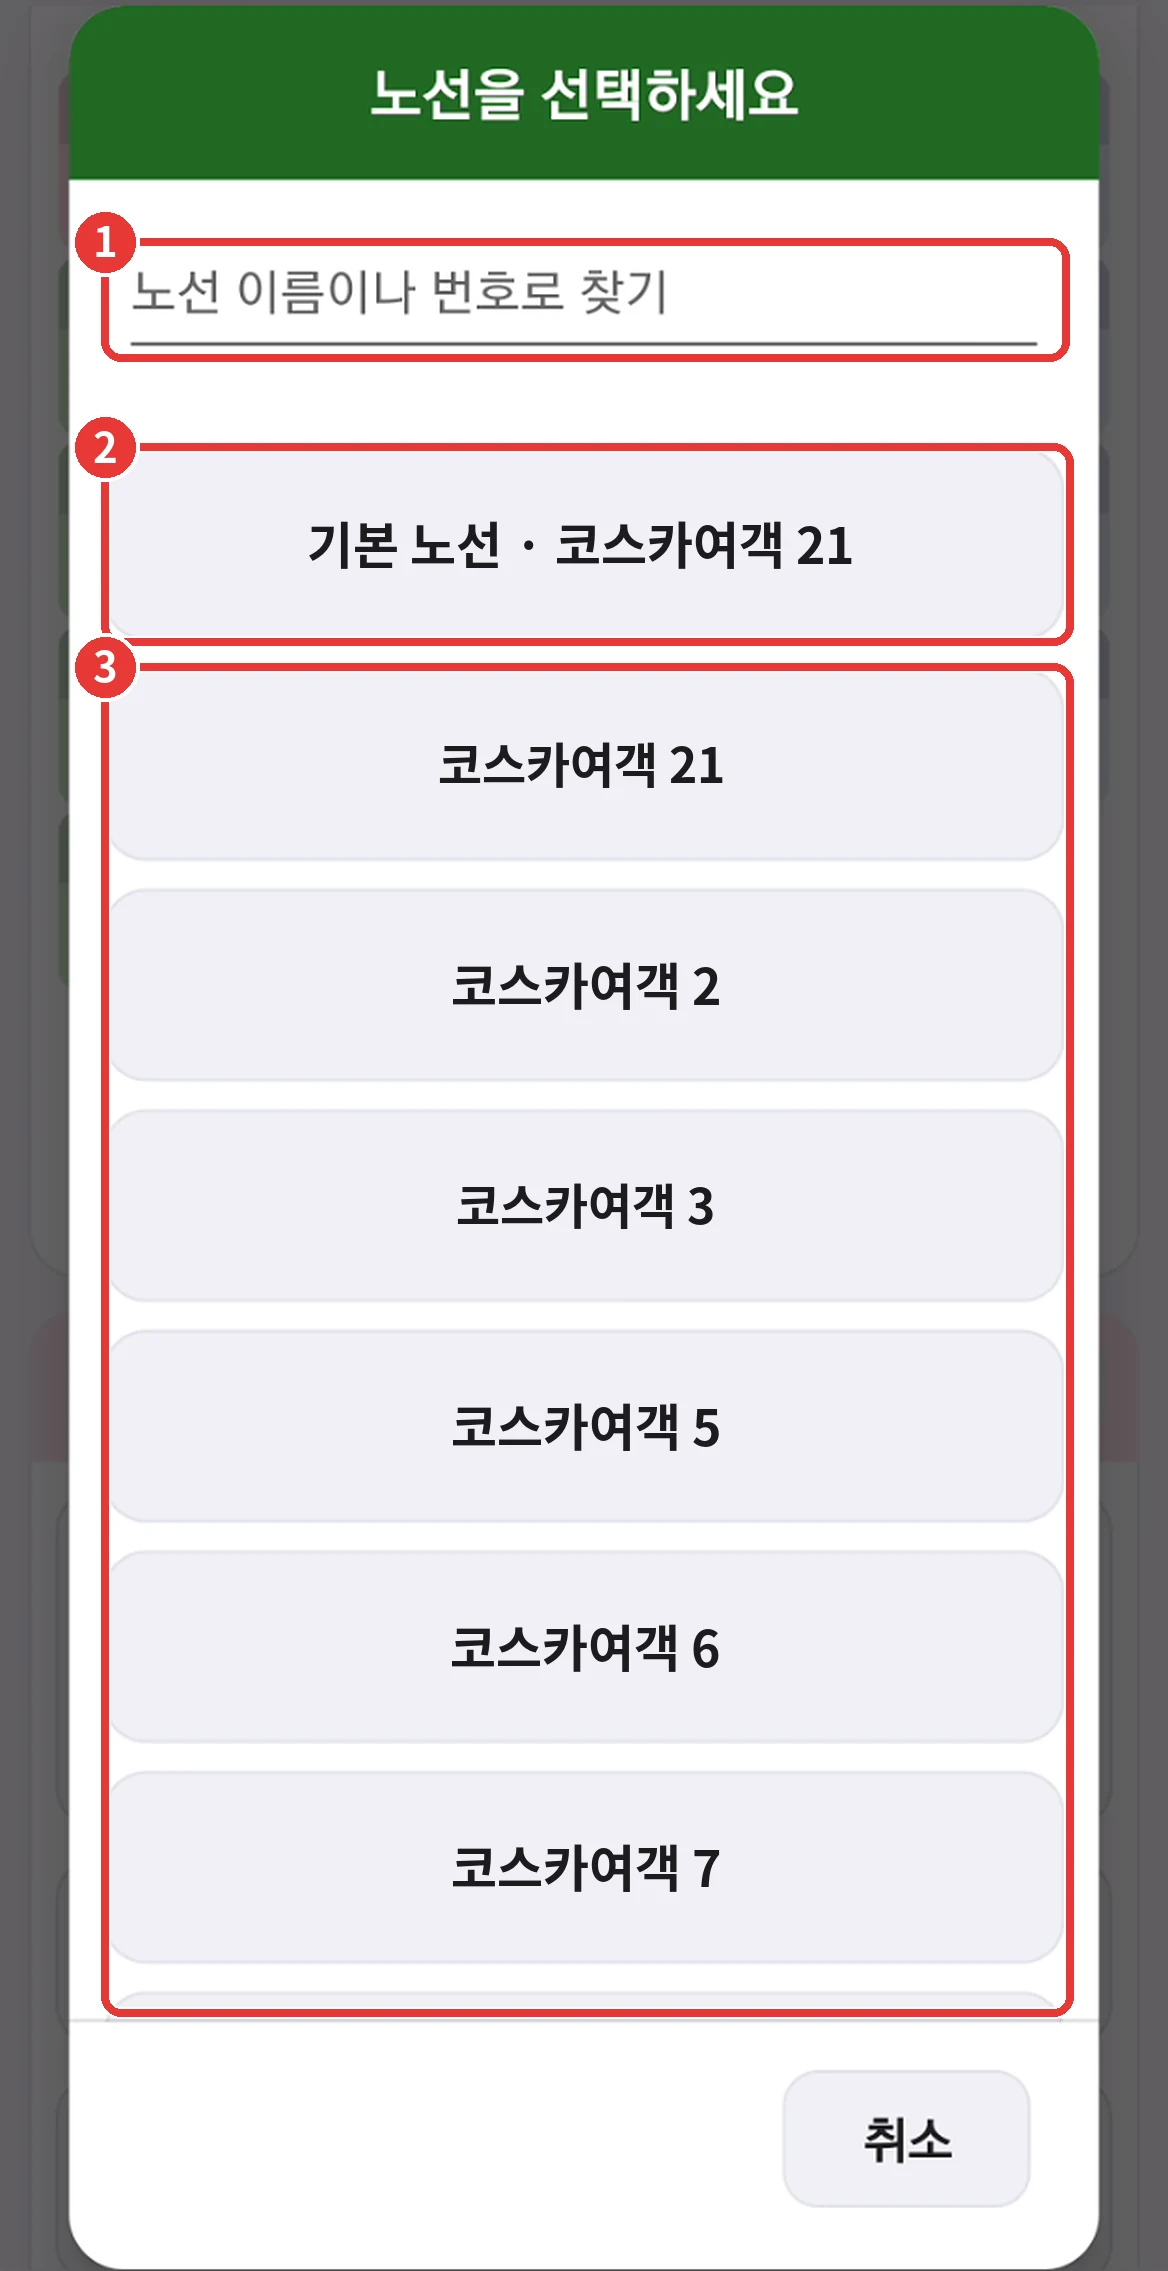 노선을 선택하세요
1
노선 이름이나 번호로 찾기
2
기본 노선 · 코스카여객 21
3
코스카여객 21
코스카여객 2
코스카여객 3
코스카여객 5
코스카여객 6
코스카여객 7
취소